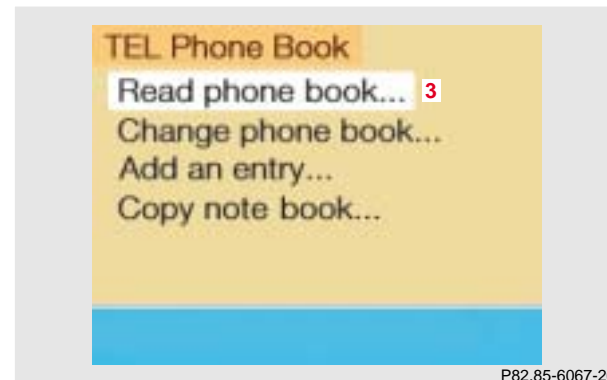 TEL Phone Book
Read phone book... 3
Change phone book...
Add an entry...
Copy note book...
P82.85-6067-2